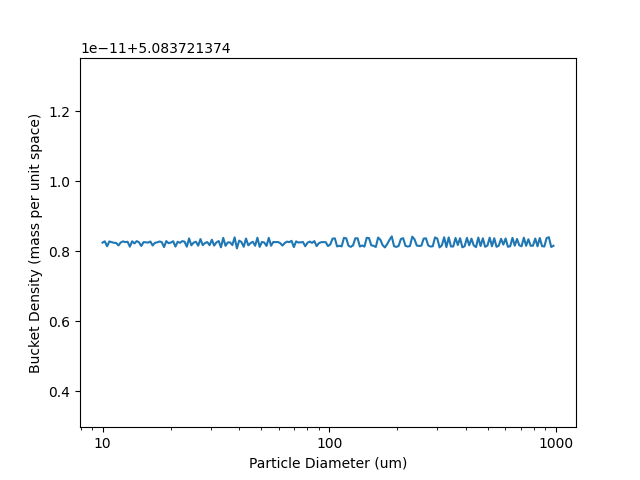 1e−11+5.083721374
1.2
1.0
0.8
0.6
0.4
Bucket Density (mass per unit space)
10
100
1000
Particle Diameter (um)